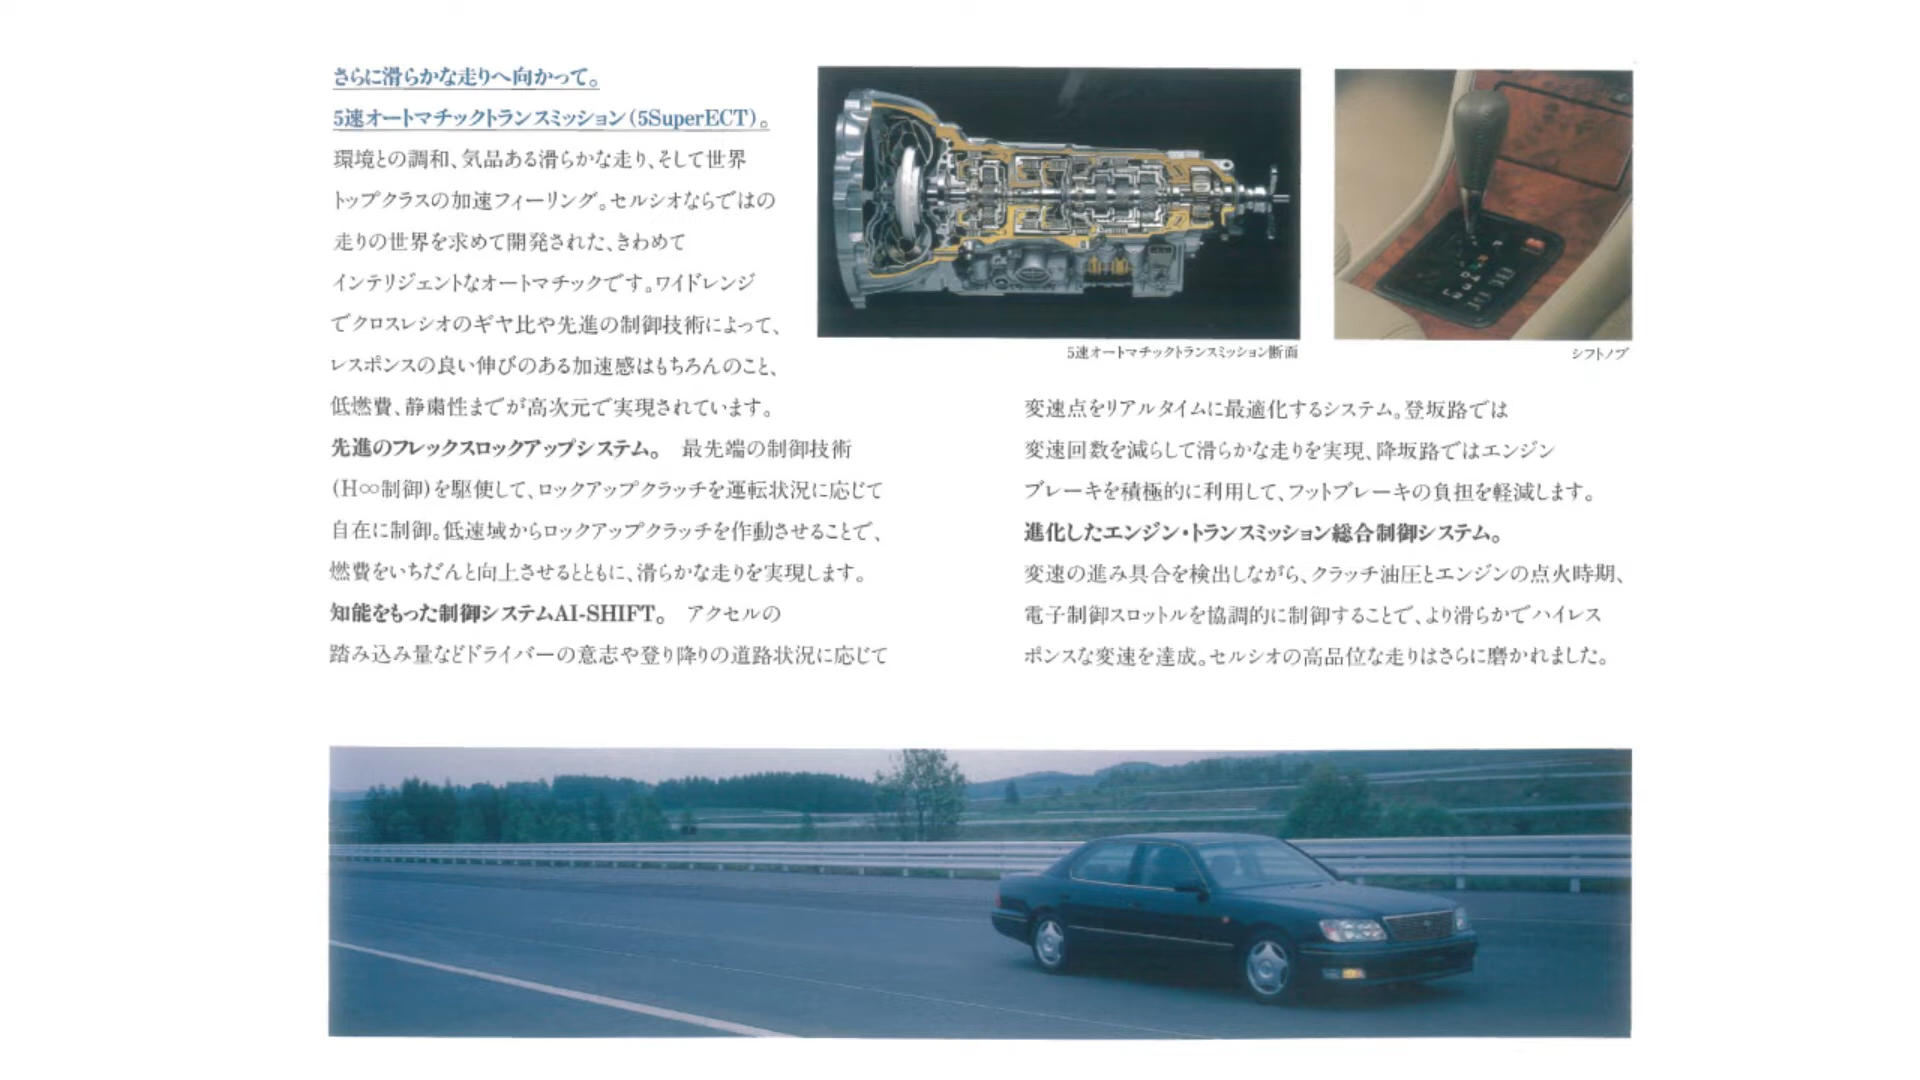 さらに滑らかな走りへ向かって。
5速オートマチックトランスミッション（5SuperECT）。
環境との調和、気品ある滑らかな走り、そして世界
トップクラスの加速フィーリング。セルシオならではの
走りの世界を求めて開発された、きわめて
インテリジェントなオートマチックです。ワイドレンジ
でクロスレシオのギヤ比や先進の制御技術によって、
レスポンスの良い伸びのある加速感はもちろんのこと、
低燃費、静粛性までが高次元で実現されています。
先進のフレックスロックアップシステム。 最先端の制御技術
(H∞制御)を駆使して、ロックアップクラッチを運転状況に応じて
自在に制御。低速域からロックアップクラッチを作動させることで、
燃費をいちだんと向上させるとともに、滑らかな走りを実現します。
知能をもった制御システムAI-SHIFT。 アクセルの
踏み込み量などドライバーの意志や登り降りの道路状況に応じて
5速オートマチックトランスミッション断面
シフトノブ
変速点をリアルタイムに最適化するシステム。登坂路では
変速回数を減らして滑らかな走りを実現、降坂路ではエンジン
ブレーキを積極的に利用して、フットブレーキの負担を軽減します。
進化したエンジン・トランスミッション総合制御システム。
変速の進み具合を検出しながら、クラッチ油圧とエンジンの点火時期、
電子制御スロットルを協調的に制御することで、より滑らかでハイレス
ポンスな変速を達成。セルシオの高品位な走りはさらに磨かれました。